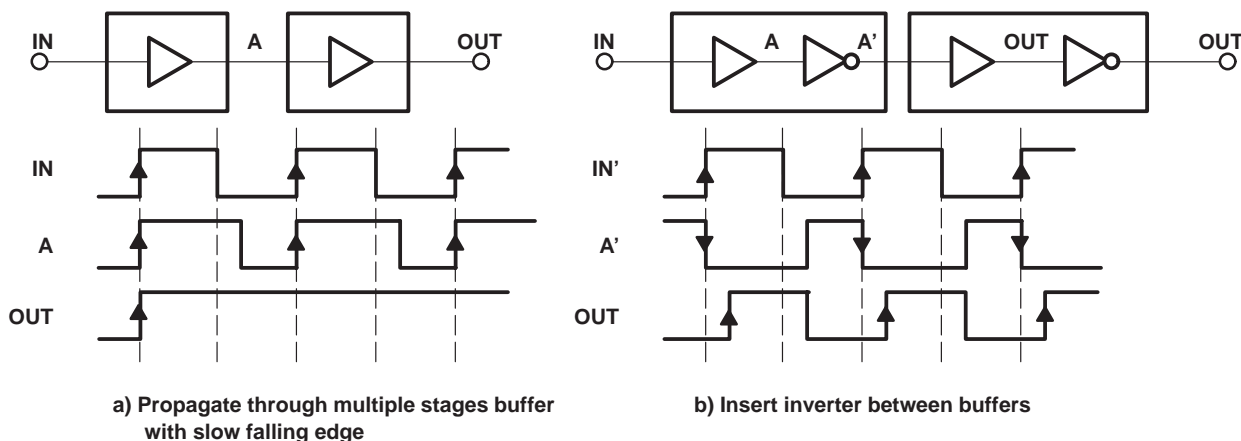 IN A OUT
IN A A' OUT OUT
IN
A
OUT
IN’
A’
OUT
a) Propagate through multiple stages buffer
with slow falling edge
b) Insert inverter between buffers